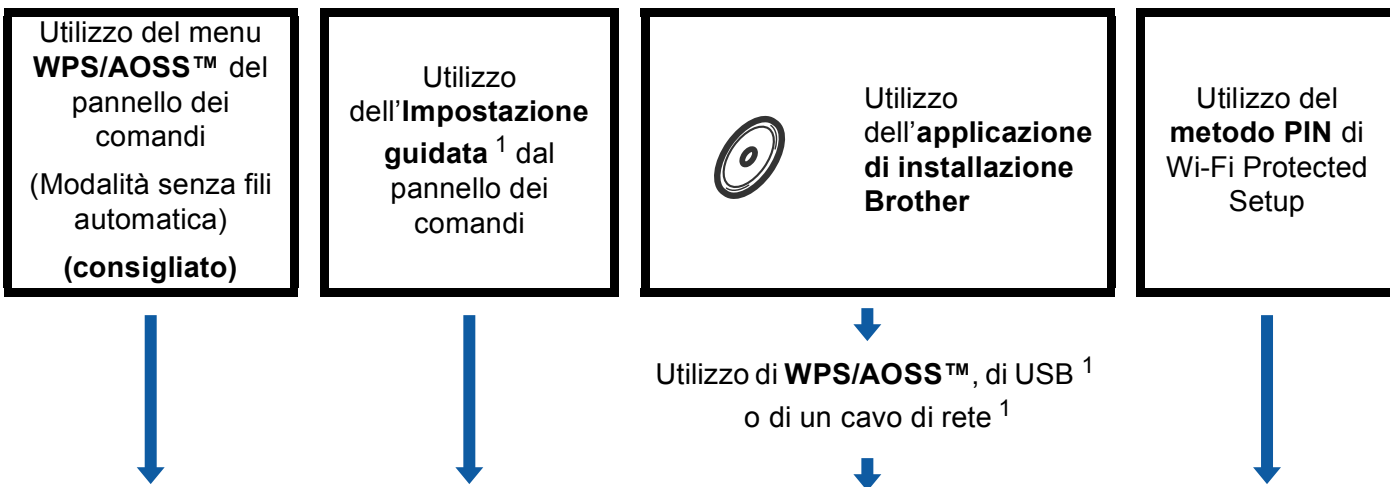 Utilizzo del menu
WPS/AOSS™ del
pannello dei
comandi
(Modalità senza fili
automatica)
(consigliato)
Utilizzo
dell’Impostazione
guidata 1 dal
pannello dei
comandi
Utilizzo
dell’applicazione
di installazione
Brother
Utilizzo del
metodo PIN di
Wi-Fi Protected
Setup
Utilizzo di WPS/AOSS™, di USB 1
o di un cavo di rete 1